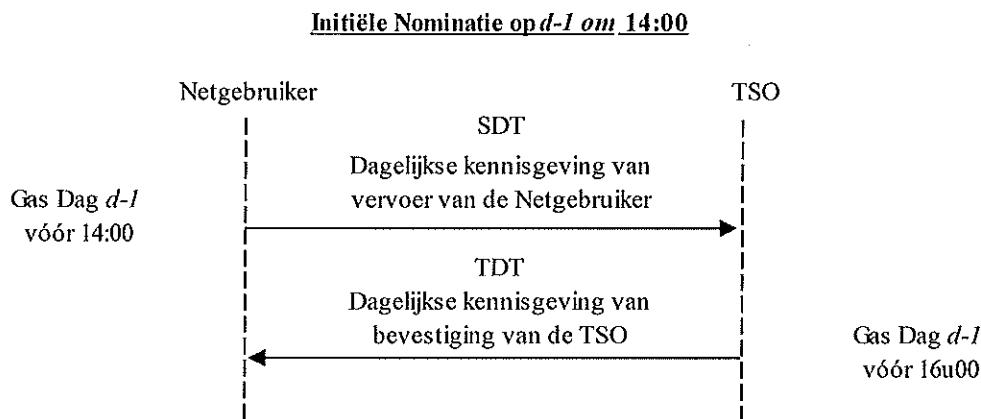 Initiële Nominatie op d-1 om 14:00
Netgebruiker
TSO
SDT
Dagelijkse kennisgeving van
vervoer van de Netgebruiker
Gas Dag d-1
vóór 14:00
TDT
Dagelijkse kennisgeving van
bevestiging van de TSO
Gas Dag d-1
vóór 16u00